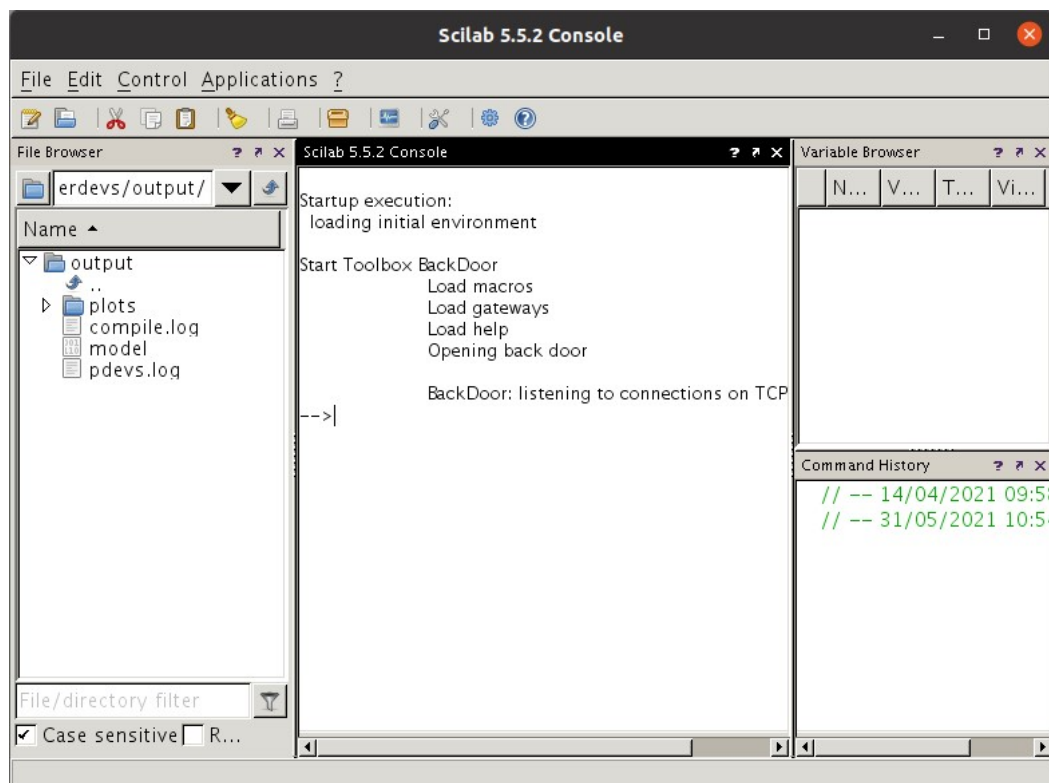 Scilab 5.5.2 Console
File Edit Control Applications ?
File Browser ? ↗ X
erdevs/output/
Name
output
..
plots
compile.log
model
pdevs.log
File/directory filter
Case sensitive R...
Scilab 5.5.2 Console ? ↗ X
Startup execution:
loading initial environment
Start Toolbox BackDoor
Load macros
Load gateways
Load help
Opening back door
BackDoor: listening to connections on TCP
-->
Variable Browser ? ↗ X
N... V... T... Vi...
Command History ? ↗ X
// -- 14/04/2021 09:5
// -- 31/05/2021 10:5